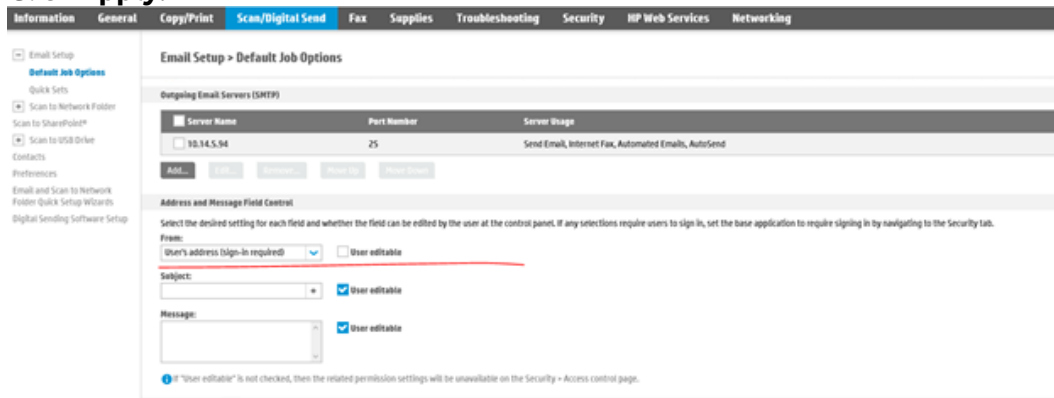 Information General Copy/Print Scan/Digital Send Fax Supplies Troubleshooting Security HP Web Services Networking
Email Setup
Default Job Options
Quick Sets
Scan to Network Folder
Scan to SharePoint®
Scan to USB Drive
Contacts
Preferences
Email and Scan to Network
Folder Quick Setup Wizards
Digital Sending Software Setup
Email Setup > Default Job Options
Outgoing Email Servers (SMTP)
Server Name Port Number Server Usage
10.14.5.94 25 Send Email, Internet Fax, Automated Emails, AutoSend
Add... Edit... Remove... Move Up Move Down
Address and Message Field Control
Select the desired setting for each field and whether the field can be edited by the user at the control panel. If any selections require users to sign in, set the base application to require signing in by navigating to the Security tab.
From:
User's address (sign-in required) User editable
Subject:
User editable
Message:
User editable
If "User editable" is not checked, then the related permission settings will be unavailable on the Security > Access control page.